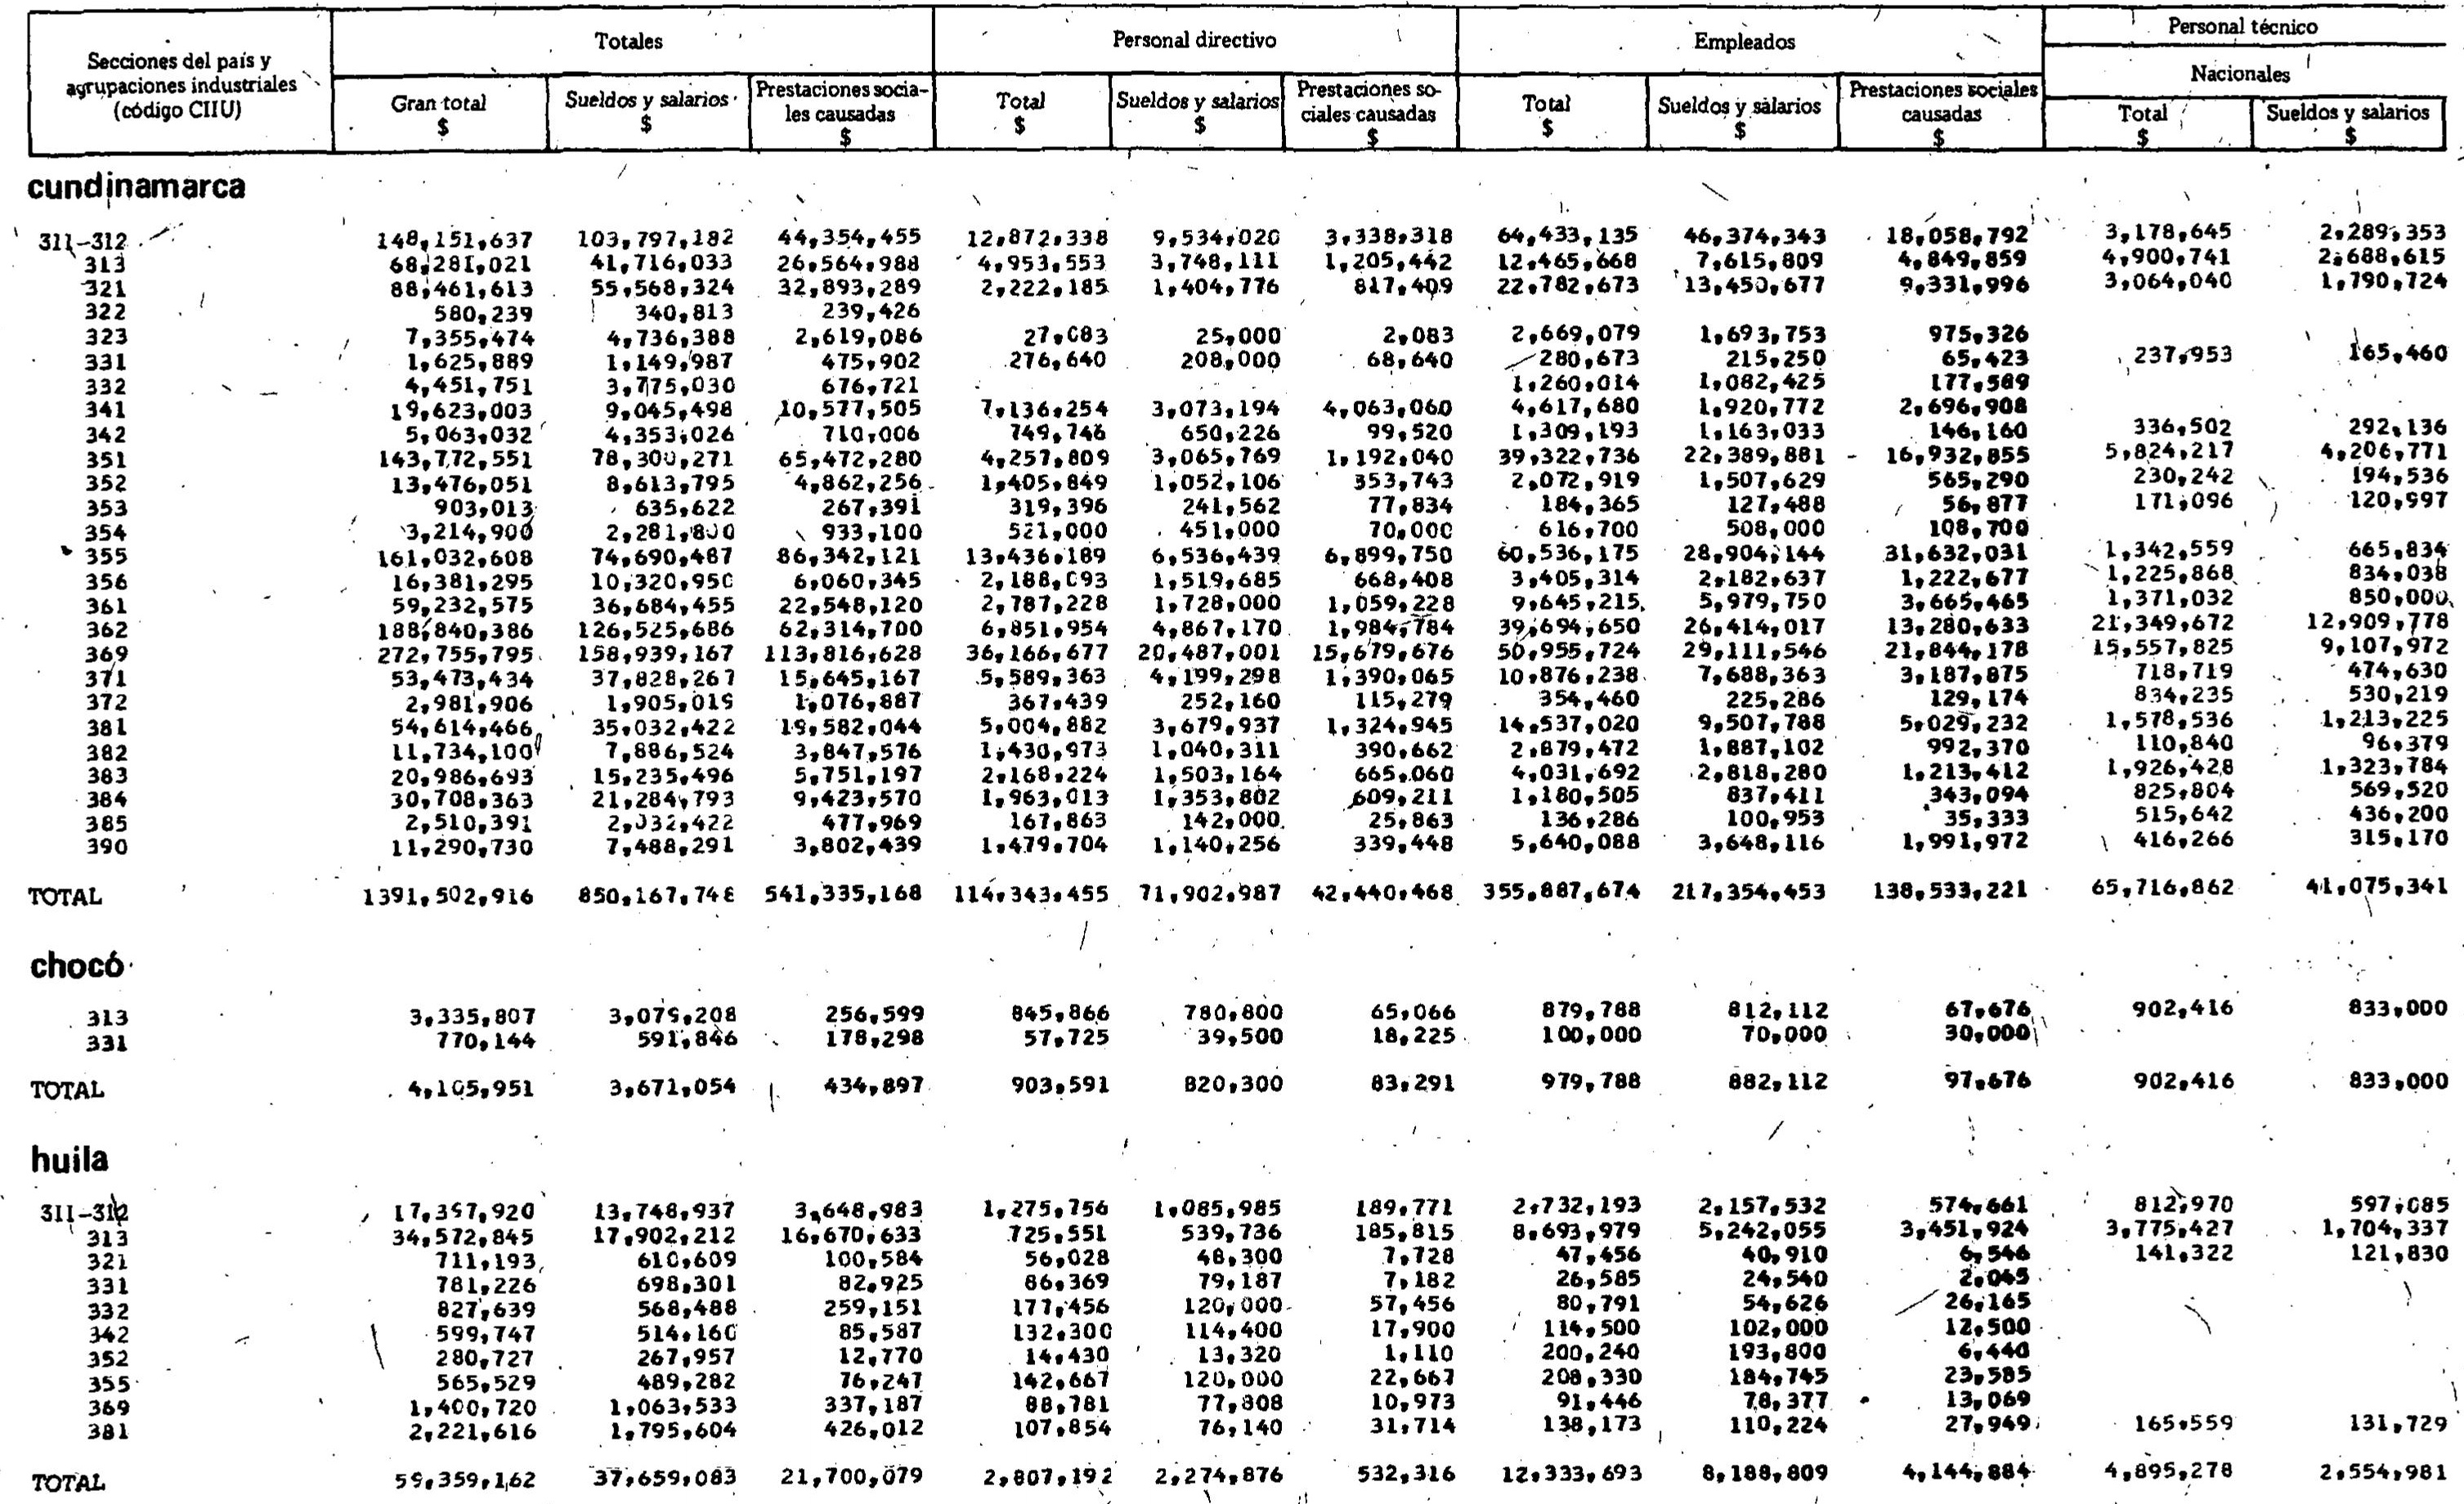 Secciones del país y agrupaciones industriales (código CIIU) Totales Personal directivo Empleados Personal técnico
Nacionales
Gran total $ Sueldos y salarios $ Prestaciones sociales causadas $ Total $ Sueldos y salarios $ Prestaciones sociales causadas $ Total $ Sueldos y salarios $ Prestaciones sociales causadas $ Total $ Sueldos y salarios $
cundinamarca
311-312 148,151,637 103,797,182 44,354,455 12,872,338 9,534,020 3,338,318 64,433,135 46,374,343 18,058,792 3,178,645 2,289,353
313 68,281,021 41,716,033 26,564,988 4,953,553 3,748,111 1,205,442 12,465,668 7,615,809 4,849,859 4,900,741 2,688,615
321 88,461,613 55,568,324 32,893,289 2,222,185 1,404,776 817,409 22,782,673 13,450,677 9,331,996 3,064,040 1,790,724
322 580,239 340,813 239,426
323 7,355,474 4,736,388 2,619,086 27,083 25,000 2,083 2,669,079 1,693,753 975,326
331 1,625,889 1,149,987 475,902 276,640 208,000 68,640 280,673 215,250 65,423 237,953 165,460
332 4,451,751 3,775,030 676,721 1,260,014 1,082,425 177,589
341 19,623,003 9,045,498 10,577,505 7,136,254 3,073,194 4,063,060 4,617,680 1,920,772 2,696,908
342 5,063,032 4,353,026 710,006 749,746 650,226 99,520 1,309,193 1,163,033 146,160 336,502 292,136
351 143,772,551 78,300,271 65,472,280 4,257,809 3,065,769 1,192,040 39,322,736 22,389,881 16,932,855 5,824,217 4,206,771
352 13,476,051 8,613,795 4,862,256 1,405,849 1,052,106 353,743 2,072,919 1,507,629 565,290 230,242 194,536
353 903,013 635,622 267,391 319,396 241,562 77,834 184,365 127,488 56,877 171,096 120,997
354 3,214,900 2,281,800 933,100 521,000 451,000 70,000 616,700 508,000 108,700
355 161,032,608 74,690,487 86,342,121 13,436,189 6,536,439 6,899,750 60,536,175 28,904,144 31,632,031 1,342,559 665,834
356 16,381,295 10,320,950 6,060,345 2,188,093 1,519,685 668,408 3,405,314 2,182,637 1,222,677 1,225,868 834,038
361 59,232,575 36,684,455 22,548,120 2,787,228 1,728,000 1,059,228 9,645,215 5,979,750 3,665,465 1,371,032 850,000
362 188,840,386 126,525,686 62,314,700 6,851,954 4,867,170 1,984,784 39,694,650 26,414,017 13,280,633 21,349,672 12,909,778
369 272,755,795 158,939,167 113,816,628 36,166,677 20,487,001 15,679,676 50,955,724 29,111,546 21,844,178 15,557,825 9,107,972
371 53,473,434 37,828,267 15,645,167 5,589,363 4,199,298 1,390,065 10,876,238 7,688,363 3,187,875 718,719 474,630
372 2,981,906 1,905,019 1,076,887 367,439 252,160 115,279 354,460 225,286 129,174 834,235 530,219
381 54,614,466 35,032,422 19,582,044 5,004,882 3,679,937 1,324,945 14,537,020 9,507,788 5,029,232 1,578,536 1,213,225
382 11,734,100 7,886,524 3,847,576 1,430,973 1,040,311 390,662 2,879,472 1,887,102 992,370 110,840 96,379
383 20,986,693 15,235,496 5,751,197 2,168,224 1,503,164 665,060 4,031,692 2,818,280 1,213,412 1,926,428 1,323,784
384 30,708,363 21,284,793 9,423,570 1,963,013 1,353,802 609,211 1,180,505 837,411 343,094 825,804 569,520
385 2,510,391 2,032,422 477,969 167,863 142,000 25,863 136,286 100,953 35,333 515,642 436,200
390 11,290,730 7,488,291 3,802,439 1,479,704 1,140,256 339,448 5,640,088 3,648,116 1,991,972 416,266 315,170
TOTAL 1391,502,916 850,167,748 541,335,168 114,343,455 71,902,987 42,440,468 355,887,674 217,354,453 138,533,221 65,716,862 41,075,341
chocó
313 3,335,807 3,079,208 256,599 845,866 780,800 65,066 879,788 812,112 67,676 902,416 833,000
331 770,144 591,846 178,298 57,725 39,500 18,225 100,000 70,000 30,000
TOTAL 4,105,951 3,671,054 434,897 903,591 820,300 83,291 979,788 882,112 97,676 902,416 833,000
huila
311-312 17,397,920 13,748,937 3,648,983 1,275,756 1,085,985 189,771 2,732,193 2,157,532 574,661 812,970 597,085
313 34,572,845 17,902,212 16,670,633 725,551 539,736 185,815 8,693,979 5,242,055 3,451,924 3,775,427 1,704,337
321 711,193 610,609 100,584 56,028 48,300 7,728 47,456 40,910 6,546 141,322 121,830
331 781,226 698,301 82,925 86,369 79,187 7,182 26,585 24,540 2,045
332 827,639 568,488 259,151 177,456 120,000 57,456 80,791 54,626 26,165
342 599,747 514,160 85,587 132,300 114,400 17,900 114,500 102,000 12,500
352 280,727 267,957 12,770 14,430 13,320 1,110 200,240 193,800 6,440
355 565,529 489,282 76,247 142,667 120,000 22,667 208,330 184,745 23,585
369 1,400,720 1,063,533 337,187 88,781 77,808 10,973 91,446 78,377 13,069
381 2,221,616 1,795,604 426,012 107,854 76,140 31,714 138,173 110,224 27,949 165,559 131,729
TOTAL 59,359,162 37,659,083 21,700,079 2,807,192 2,274,876 532,316 12,333,693 8,188,809 4,144,884 4,895,278 2,554,981